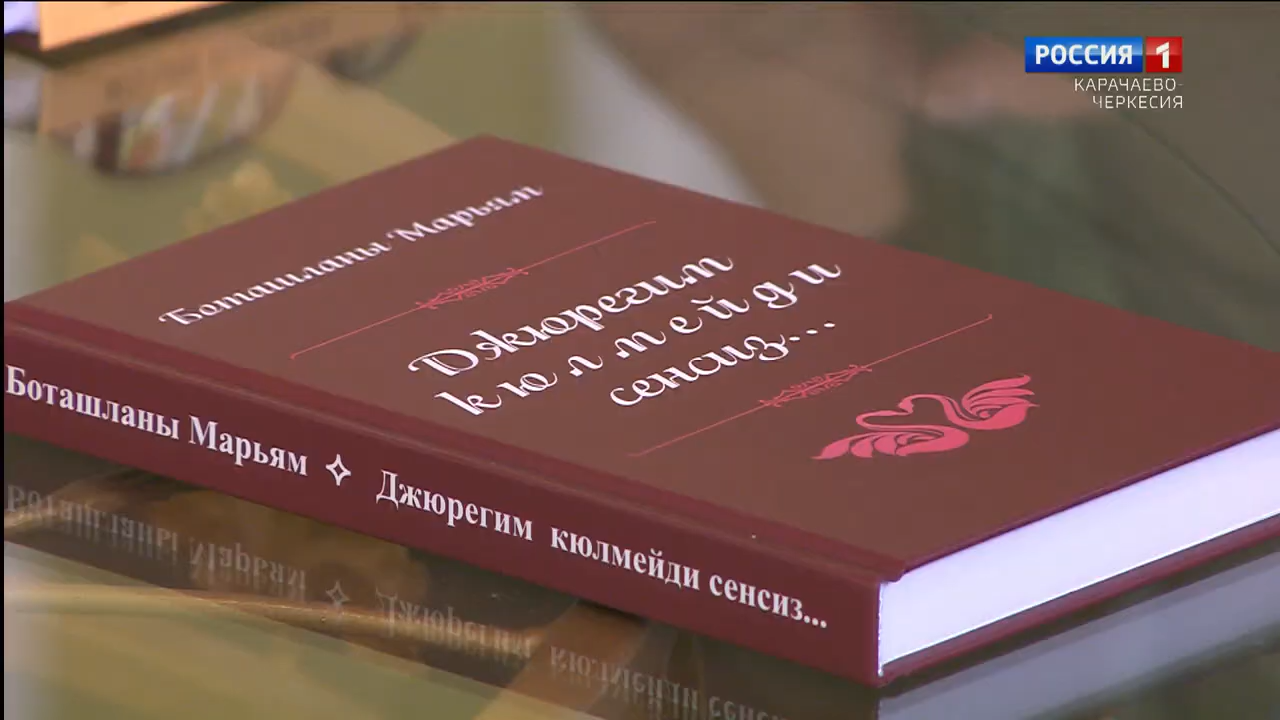 РОССИЯ 1
КАРАЧАЕВО-
ЧЕРКЕСИЯ
Боташланы Марьям
Джюрегим
кюлмейди
сенсиз...
Боташланы Марьям ✧ Джюрегим кюлмейди сенсиз...